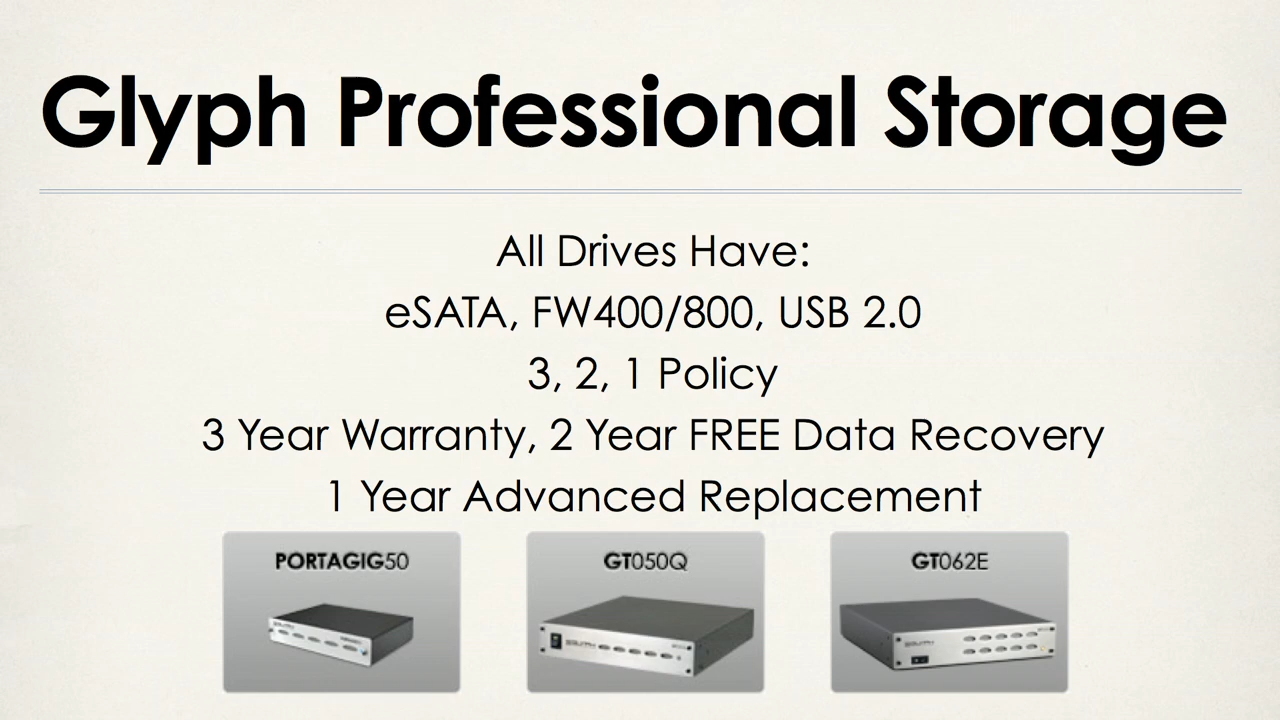 Glyph Professional Storage
All Drives Have:
eSATA, FW400/800, USB 2.0
3, 2, 1 Policy
3 Year Warranty, 2 Year FREE Data Recovery
1 Year Advanced Replacement
PORTAGIG50
GT050Q
GT062E